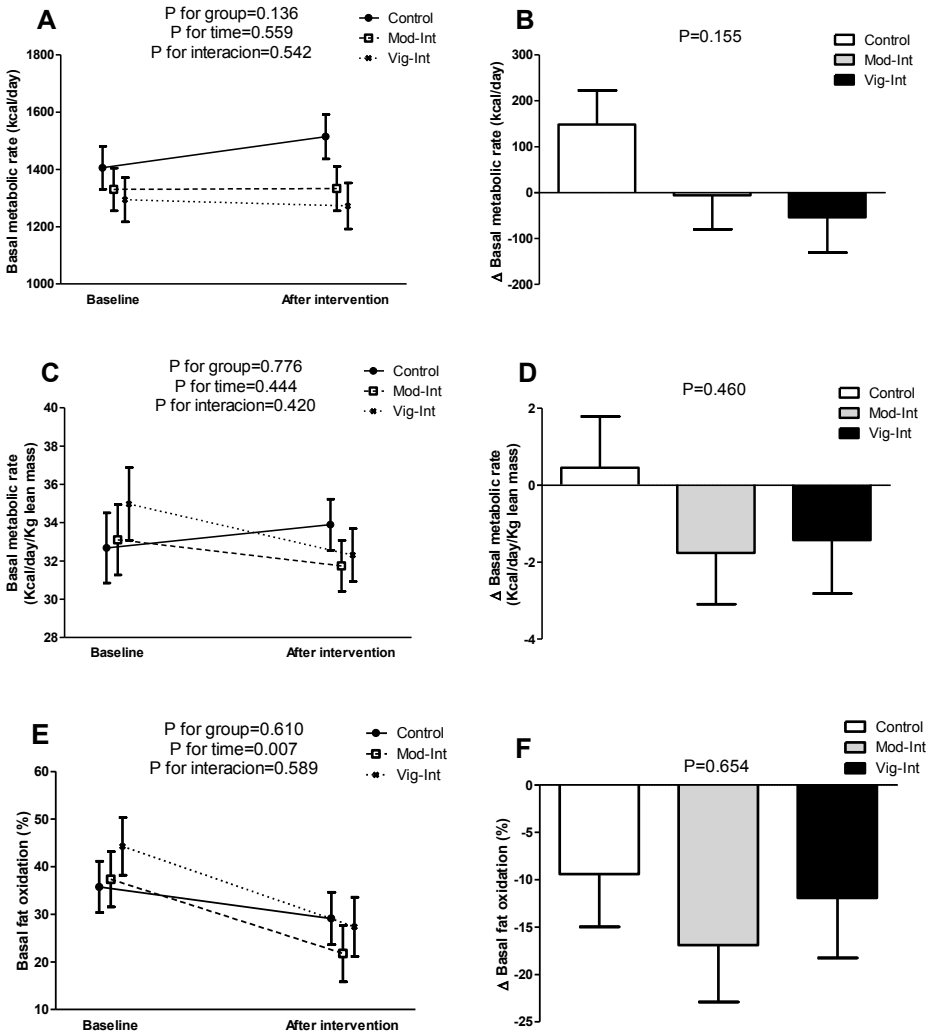 A
P for group=0.136
P for time=0.559
P for interacion=0.542
Control
Mod-Int
Vig-Int
Basal metabolic rate (kcal/day)
1800
1600
1400
1200
1000
Baseline
After intervention
B
P=0.155
Control
Mod-Int
Vig-Int
Δ Basal metabolic rate (kcal/day)
300
200
100
0
-100
-200
C
P for group=0.776
P for time=0.444
P for interacion=0.420
Control
Mod-Int
Vig-Int
Basal metabolic rate
(Kcal/day/Kg lean mass)
40
38
36
34
32
30
28
Baseline
After intervention
D
P=0.460
Control
Mod-Int
Vig-Int
Δ Basal metabolic rate
(Kcal/day/Kg lean mass)
2
0
-2
-4
E
P for group=0.610
P for time=0.007
P for interacion=0.589
Control
Mod-Int
Vig-Int
Basal fat oxidation (%)
60
50
40
30
20
10
Baseline
After intervention
F
P=0.654
Control
Mod-Int
Vig-Int
Δ Basal fat oxidation (%)
0
-5
-10
-15
-20
-25